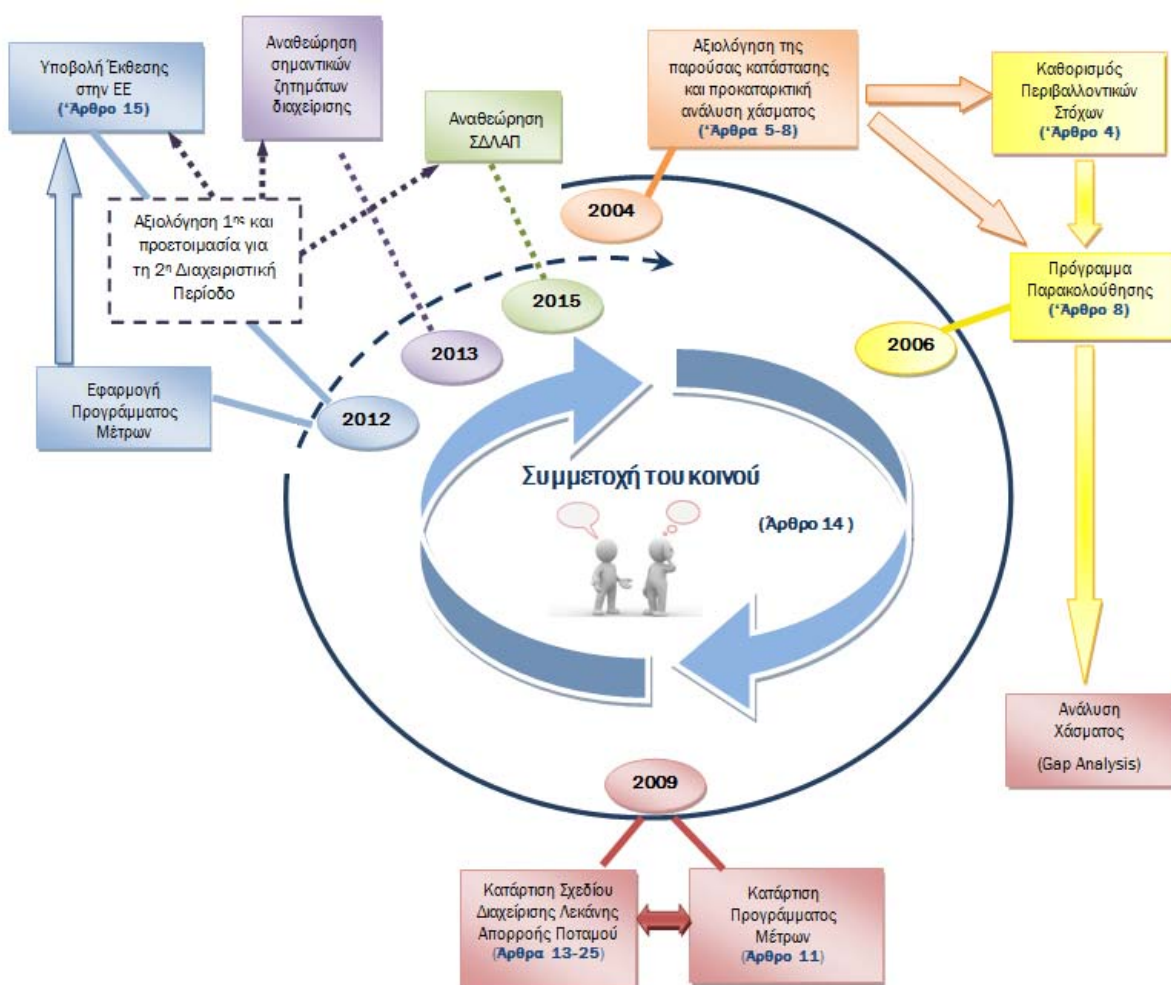 Υποβολή Έκθεσης
στην ΕΕ
(‘Άρθρο 15)
Αναθεώρηση
σημαντικών
ζητημάτων
διαχείρισης
Αναθεώρηση
ΣΔΛΑΠ
Αξιολόγηση της
παρούσας κατάστασης
και προκαταρκτική
ανάλυση χάσματος
(‘Άρθρα 5-8)
Καθορισμός
Περιβαλλοντικών
Στόχων
(‘Άρθρο 4)
Αξιολόγηση 1ης και
προετοιμασία για
τη 2η Διαχειριστική
Περίοδο
2004
2015
2013
2012
2006
Πρόγραμμα
Παρακολούθησης
(‘Άρθρο 8)
Εφαρμογή
Προγράμματος
Μέτρων
Συμμετοχή του κοινού
(Άρθρο 14 )
Ανάλυση
Χάσματος
(Gap Analysis)
2009
Κατάρτιση Σχεδίου
Διαχείρισης Λεκάνης
Απορροής Ποταμού
(Άρθρα 13-25)
Κατάρτιση
Προγράμματος
Μέτρων
(Άρθρο 11)